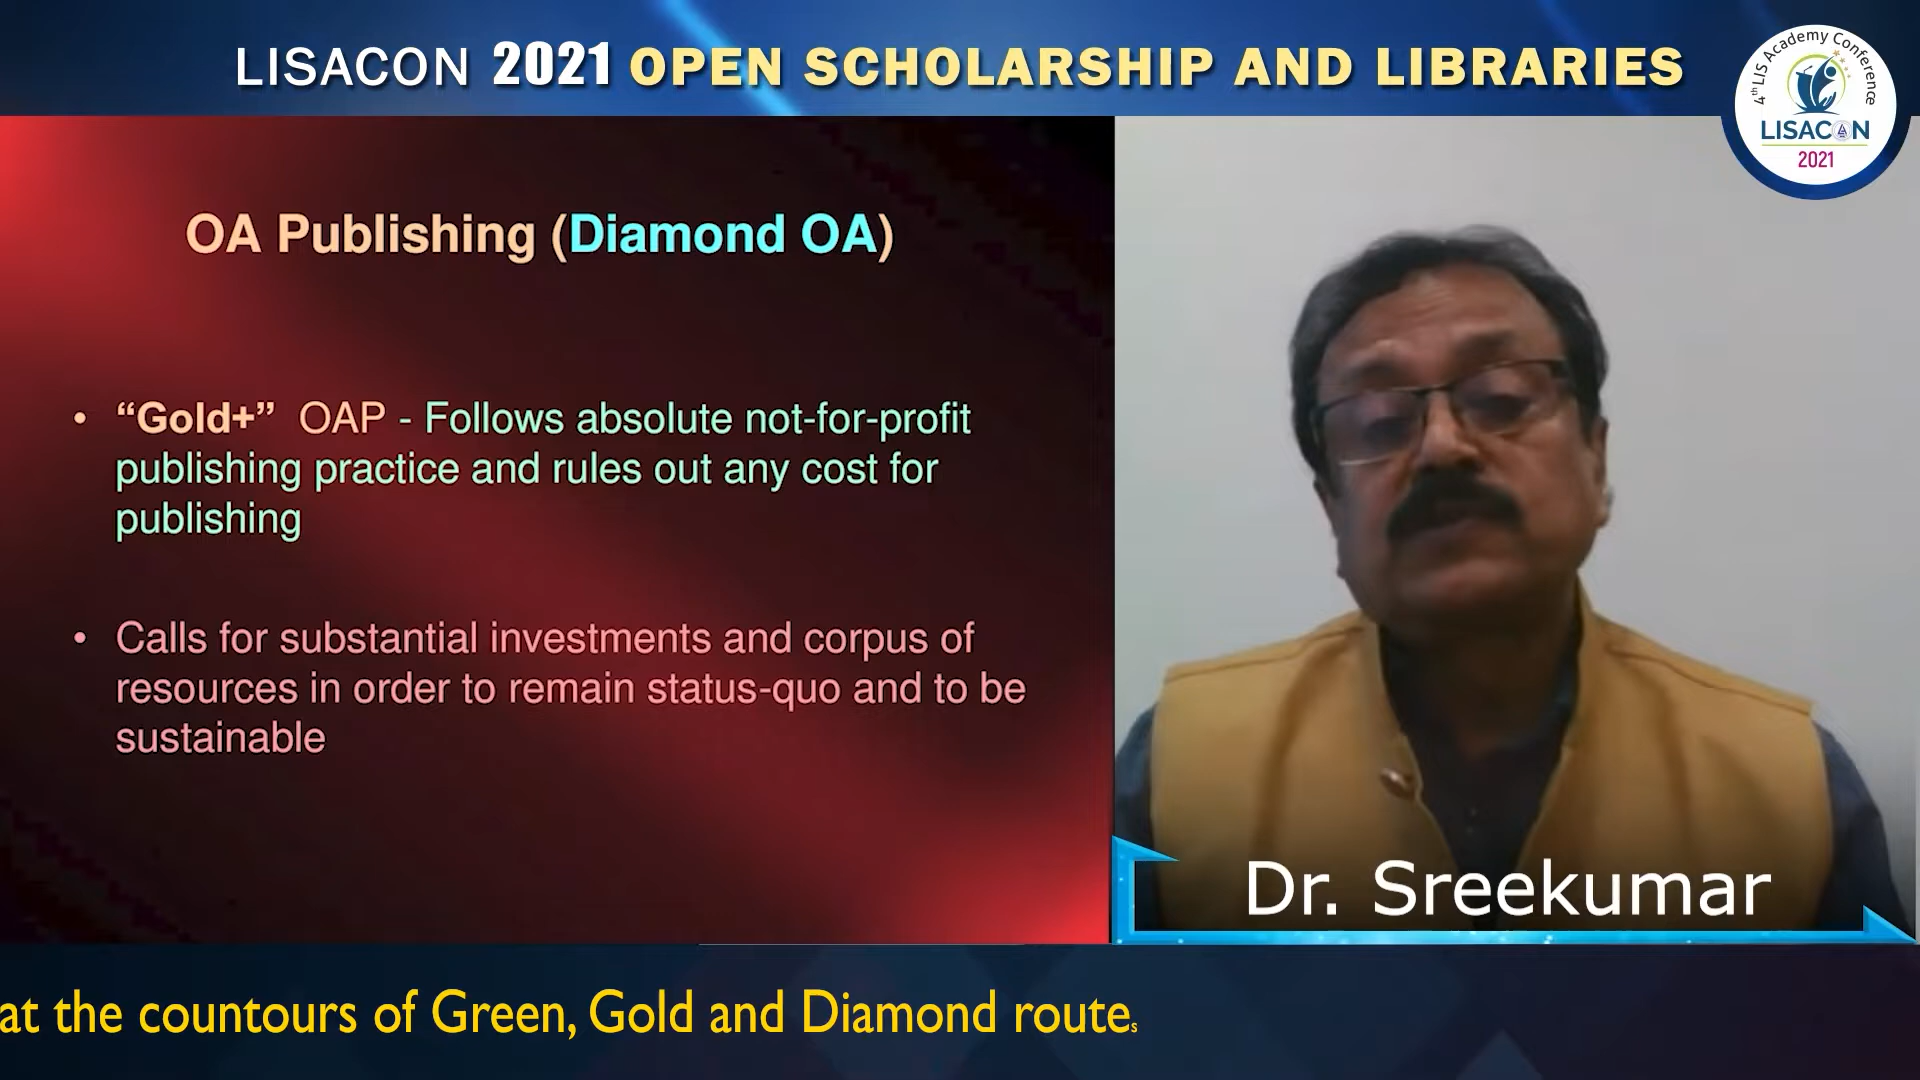 LISACON 2021 OPEN SCHOLARSHIP AND LIBRARIES
4th LIS Academy Conference
LISACON
2021
OA Publishing (Diamond OA)
• “Gold+” OAP - Follows absolute not-for-profit
publishing practice and rules out any cost for
publishing
• Calls for substantial investments and corpus of
resources in order to remain status-quo and to be
sustainable
Dr. Sreekumar
at the countours of Green, Gold and Diamond routes